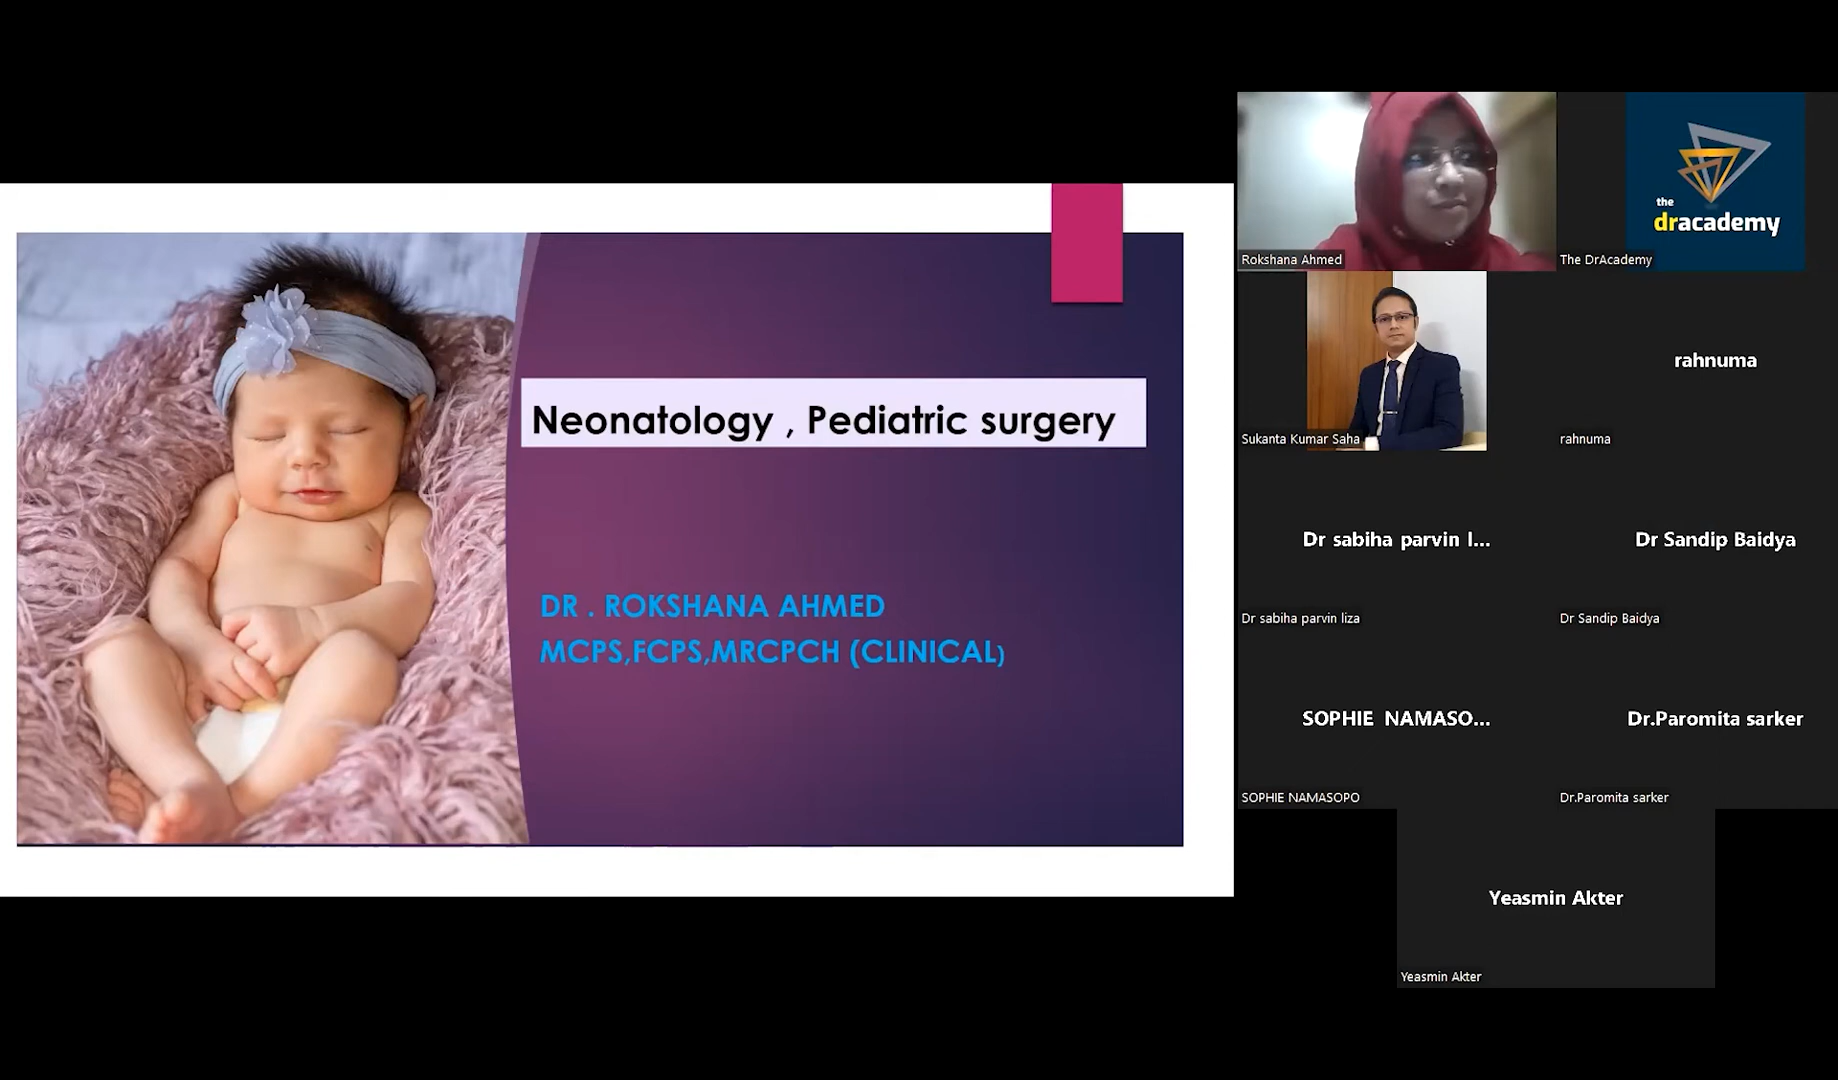 Neonatology , Pediatric surgery
DR . ROKSHANA AHMED
MCPS,FCPS,MRCPCH (CLINICAL)
Rokshana Ahmed
the
dracademy
The DrAcademy
Sukanta Kumar Saha
rahnuma
rahnuma
Dr sabiha parvin l...
Dr sabiha parvin liza
Dr Sandip Baidya
Dr Sandip Baidya
SOPHIE NAMASO...
SOPHIE NAMASOPO
Dr.Paromita sarker
Dr.Paromita sarker
Yeasmin Akter
Yeasmin Akter